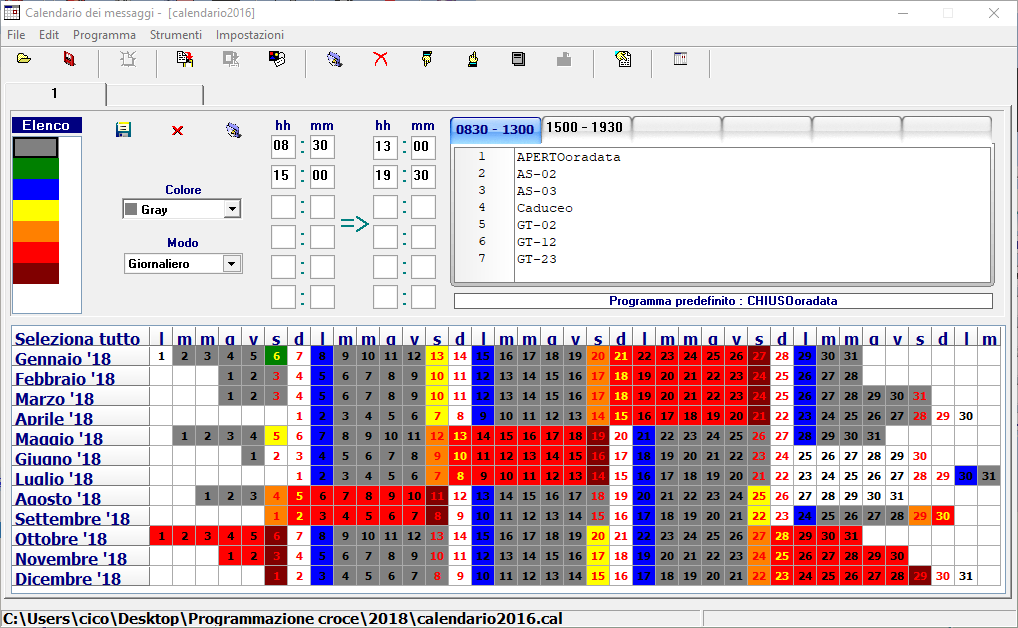 Calendario dei messaggi - [calendario2016]
File Edit Programma Strumenti Impostazioni
1
Elenco
Colore
Gray
Modo
Giornaliero
hh mm hh mm
08 : 30 13 : 00
15 : 00 19 : 30
: :
: :
: :
: :
=>
0830 - 1300 1500 - 1930
1 APERTOoradata
2 AS-02
3 AS-03
4 Caduceo
5 GT-02
6 GT-12
7 GT-23
Programma predefinito : CHIUSOoradata
Seleziona tutto l m m g v s d l m m g v s d l m m g v s d l m m g v s d l m m g v s d l m
Gennaio '18 1 2 3 4 5 6 7 8 9 10 11 12 13 14 15 16 17 18 19 20 21 22 23 24 25 26 27 28 29 30 31
Febbraio '18 1 2 3 4 5 6 7 8 9 10 11 12 13 14 15 16 17 18 19 20 21 22 23 24 25 26 27 28
Marzo '18 1 2 3 4 5 6 7 8 9 10 11 12 13 14 15 16 17 18 19 20 21 22 23 24 25 26 27 28 29 30 31
Aprile '18 1 2 3 4 5 6 7 8 9 10 11 12 13 14 15 16 17 18 19 20 21 22 23 24 25 26 27 28 29 30
Maggio '18 1 2 3 4 5 6 7 8 9 10 11 12 13 14 15 16 17 18 19 20 21 22 23 24 25 26 27 28 29 30 31
Giugno '18 1 2 3 4 5 6 7 8 9 10 11 12 13 14 15 16 17 18 19 20 21 22 23 24 25 26 27 28 29 30
Luglio '18 1 2 3 4 5 6 7 8 9 10 11 12 13 14 15 16 17 18 19 20 21 22 23 24 25 26 27 28 29 30 31
Agosto '18 1 2 3 4 5 6 7 8 9 10 11 12 13 14 15 16 17 18 19 20 21 22 23 24 25 26 27 28 29 30 31
Settembre '18 1 2 3 4 5 6 7 8 9 10 11 12 13 14 15 16 17 18 19 20 21 22 23 24 25 26 27 28 29 30
Ottobre '18 1 2 3 4 5 6 7 8 9 10 11 12 13 14 15 16 17 18 19 20 21 22 23 24 25 26 27 28 29 30 31
Novembre '18 1 2 3 4 5 6 7 8 9 10 11 12 13 14 15 16 17 18 19 20 21 22 23 24 25 26 27 28 29 30
Dicembre '18 1 2 3 4 5 6 7 8 9 10 11 12 13 14 15 16 17 18 19 20 21 22 23 24 25 26 27 28 29 30 31
C:\Users\cico\Desktop\Programmazione croce\2018\calendario2016.cal